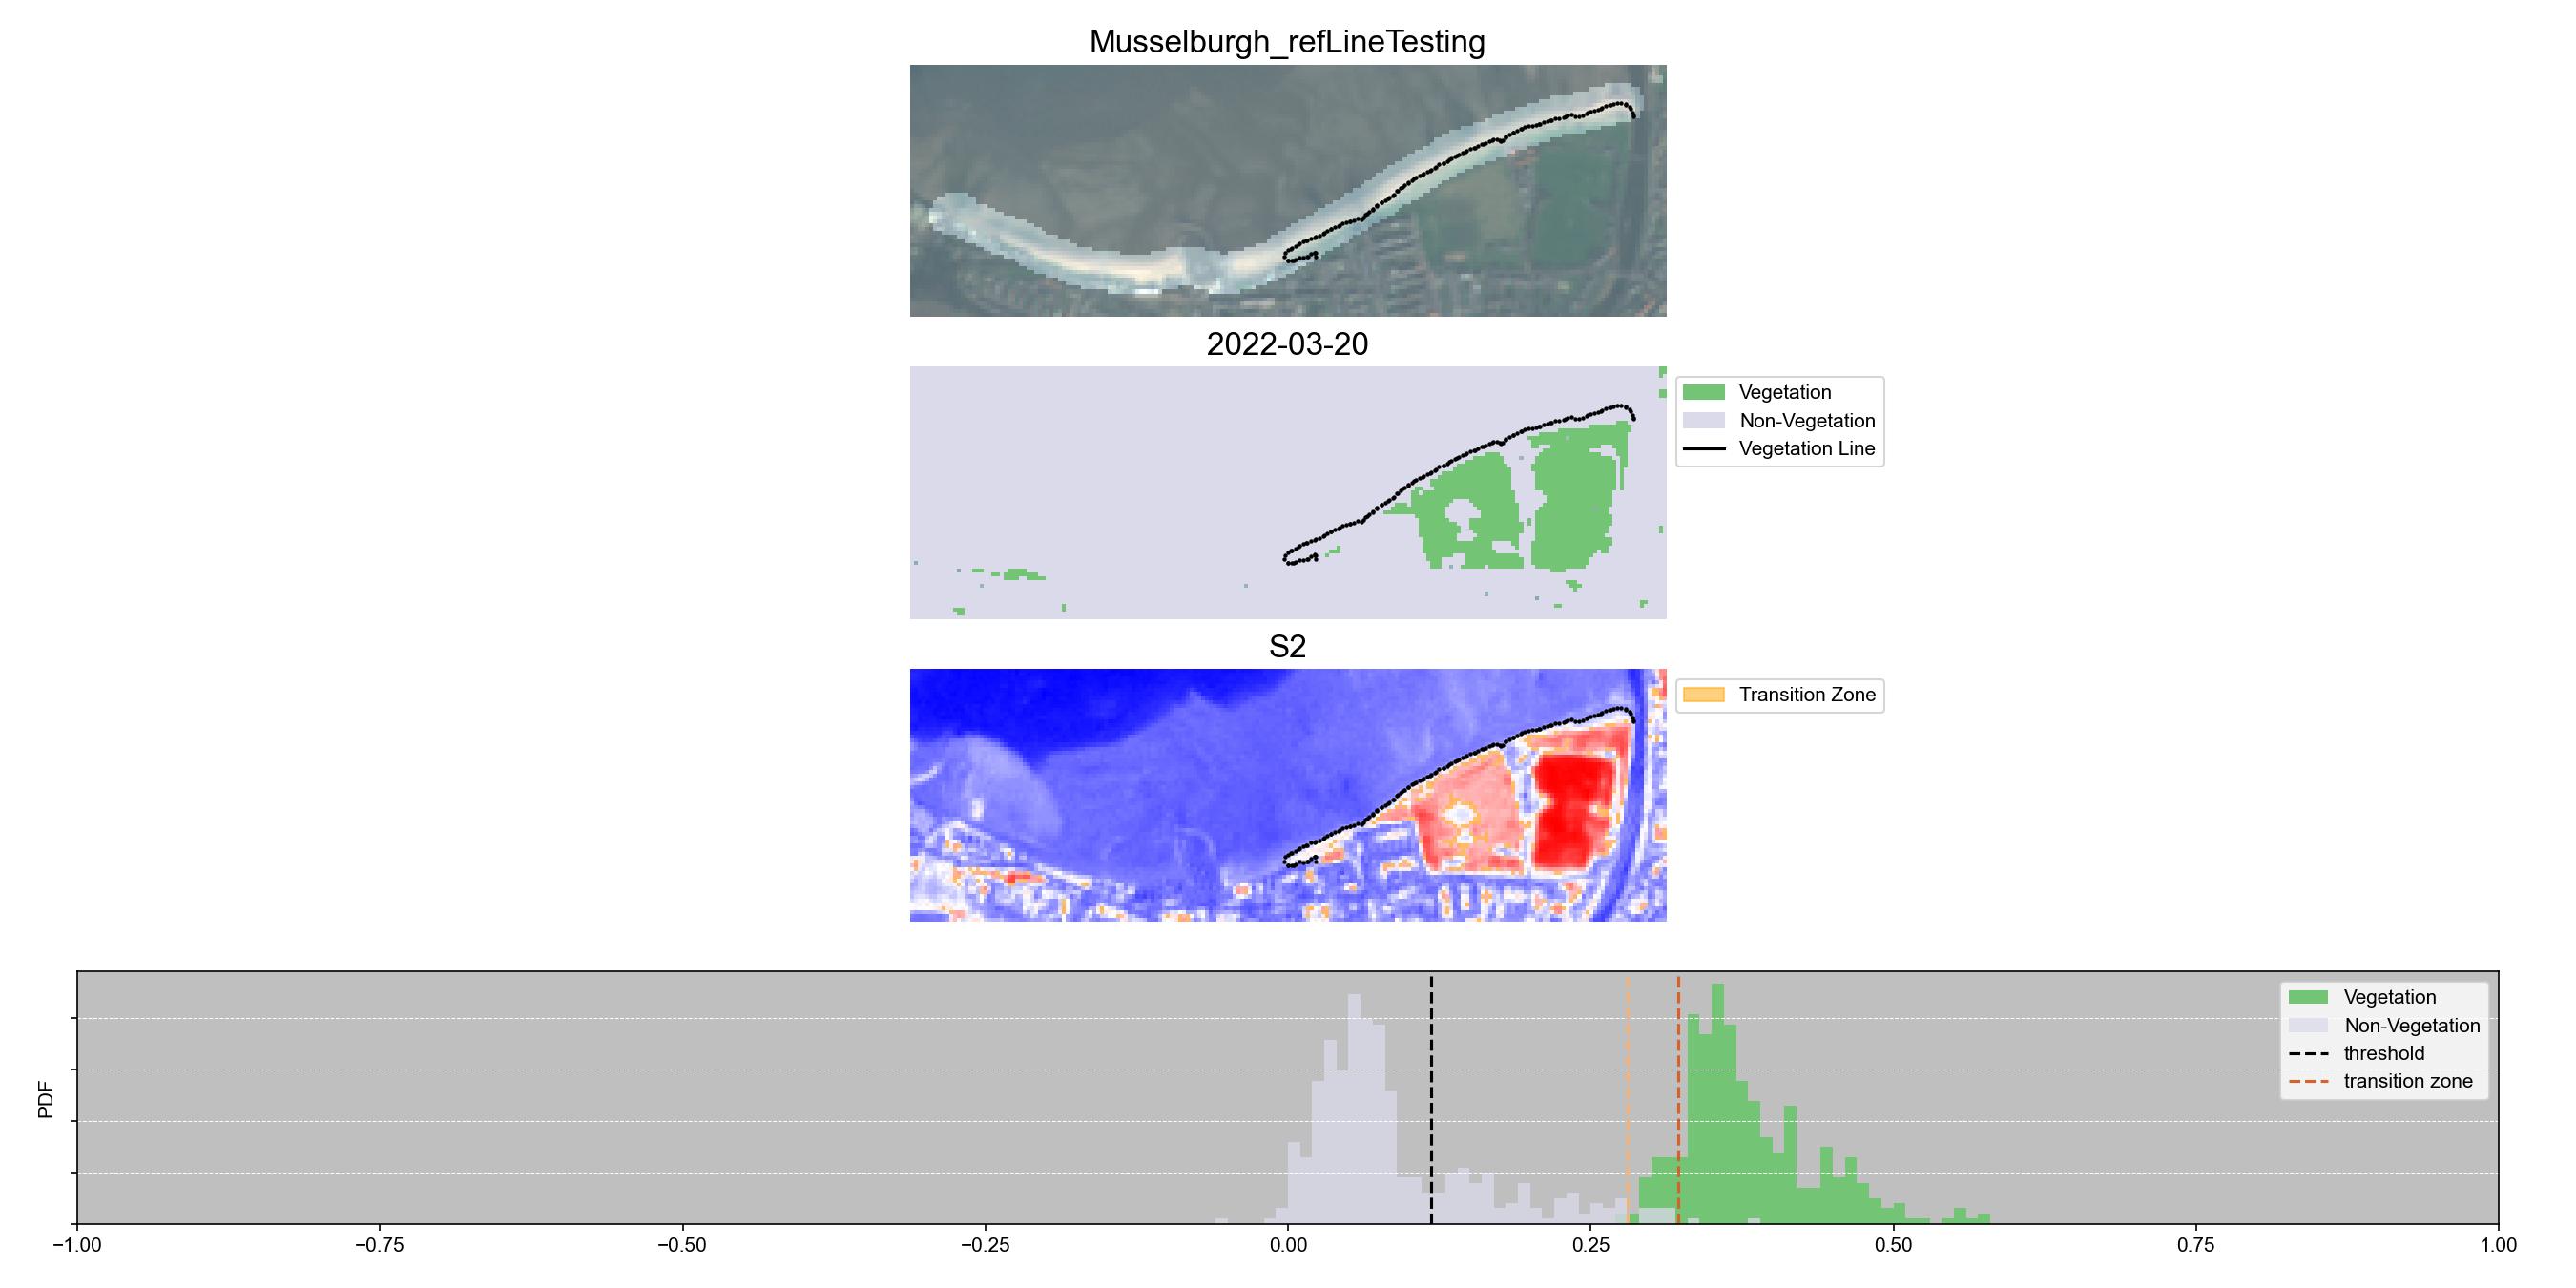 Musselburgh_refLineTesting
2022-03-20
Vegetation
Non-Vegetation
Vegetation Line
S2
Transition Zone
PDF
Vegetation
Non-Vegetation
threshold
transition zone
−1.00 −0.75 −0.50 −0.25 0.00 0.25 0.50 0.75 1.00